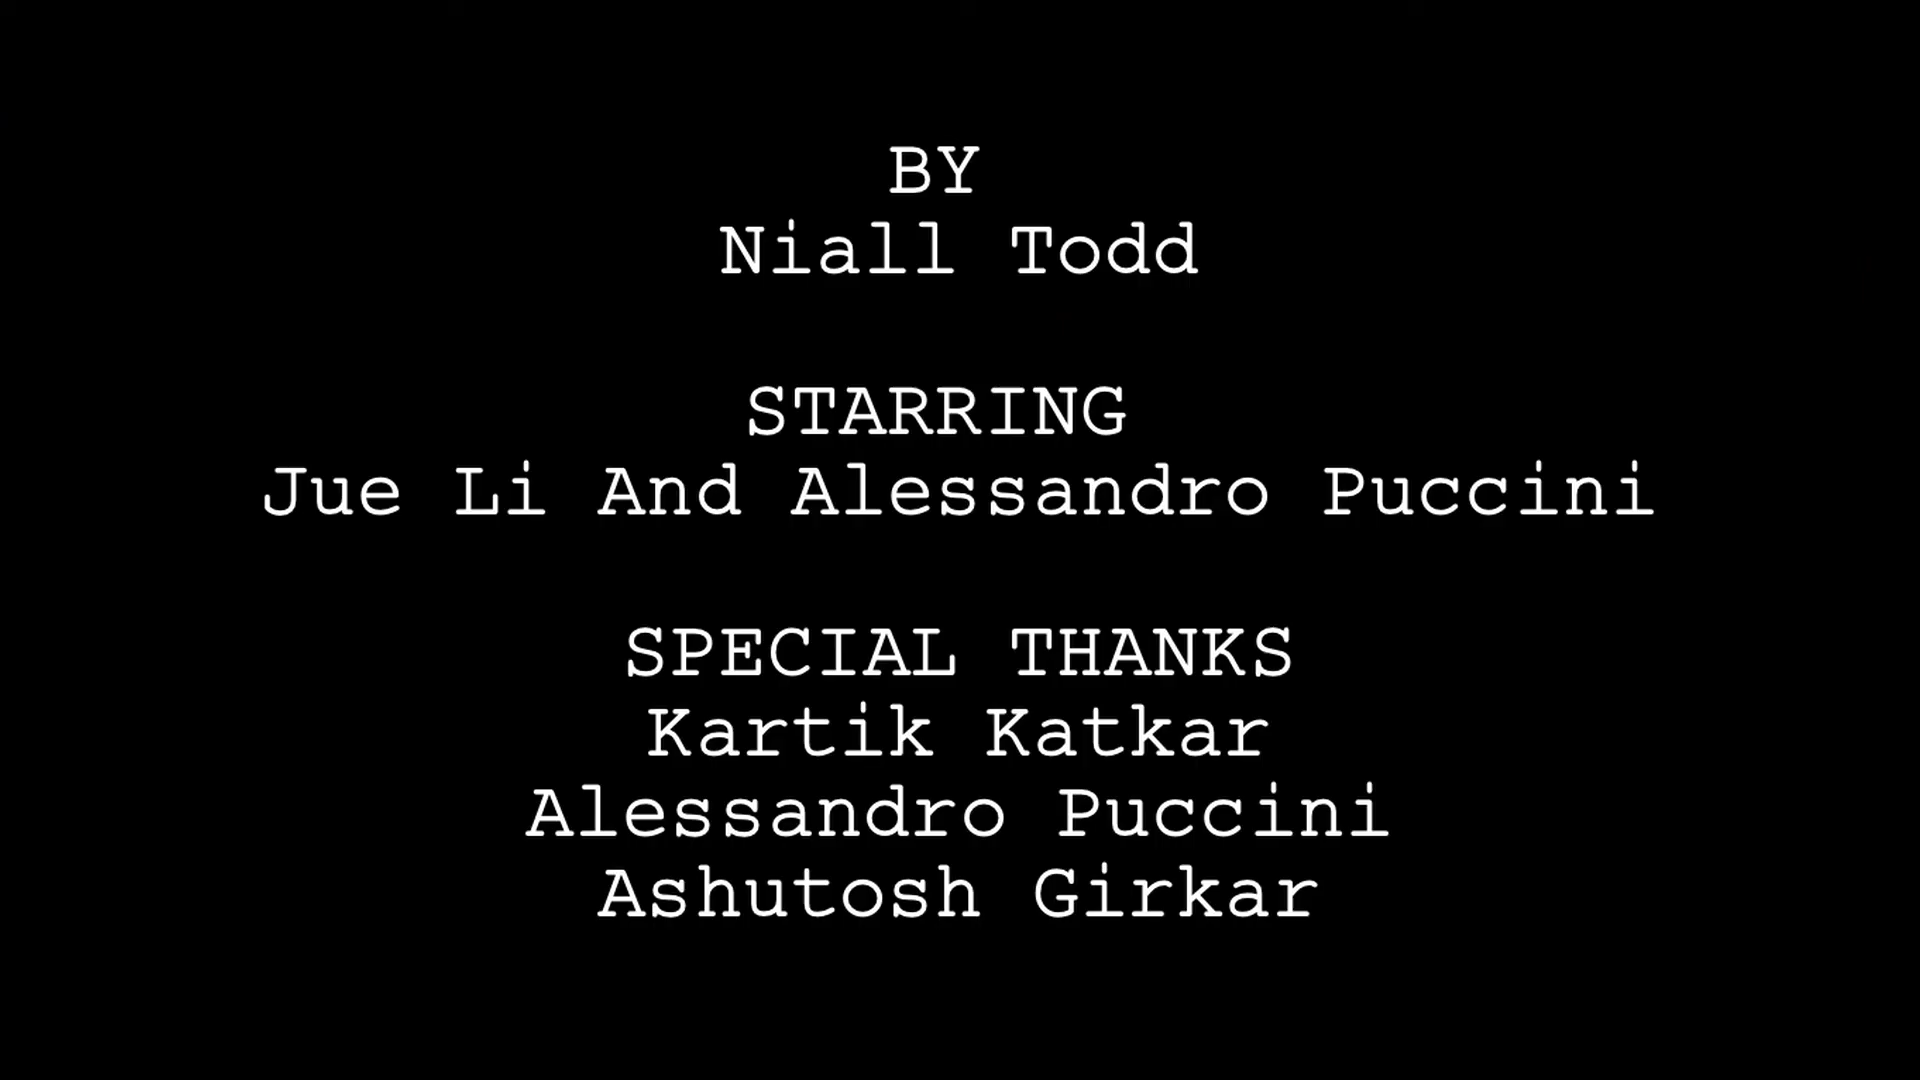 BY
Niall Todd
STARRING
Jue Li And Alessandro Puccini
SPECIAL THANKS
Kartik Katkar
Alessandro Puccini
Ashutosh Girkar